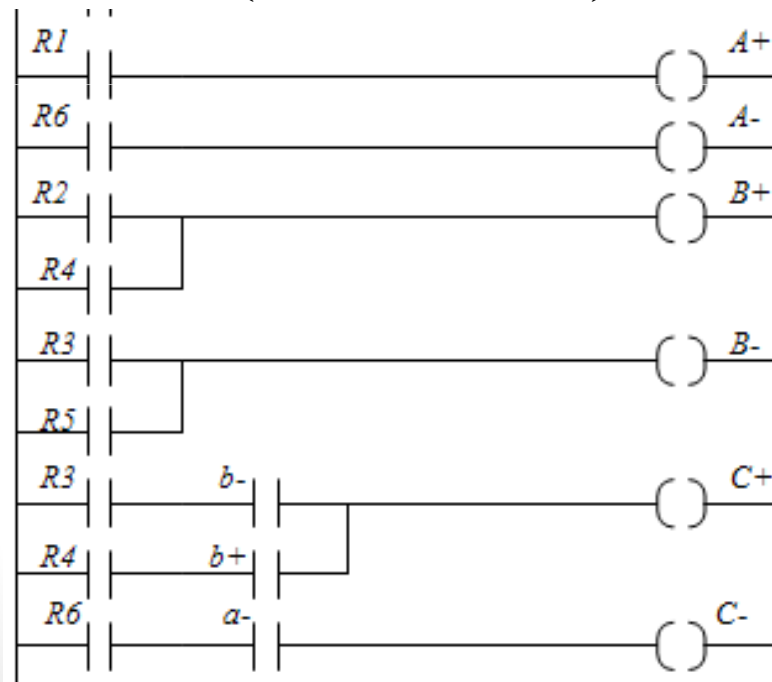 R1 A+
R6 A-
R2 B+
R4
R3 B-
R5
R3 b- C+
R4 b+
R6 a- C-